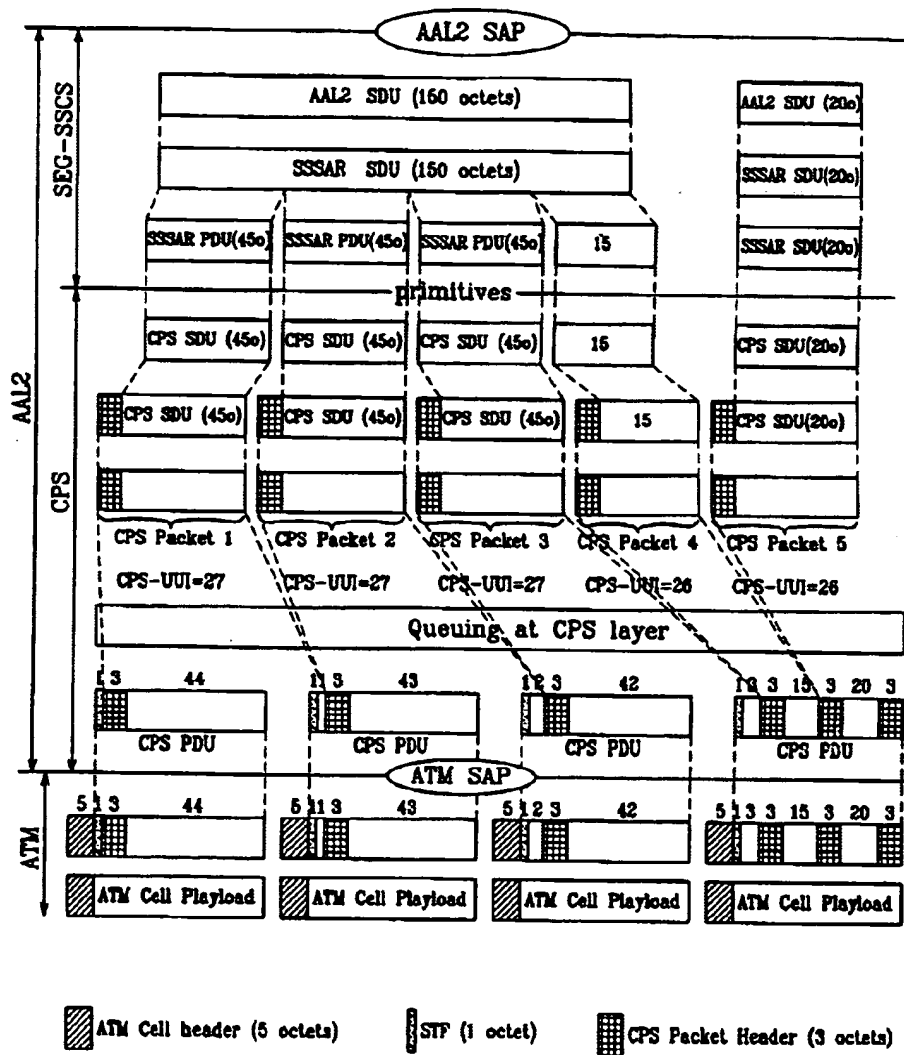 AAL2 SAP
AAL2 SDU (150 octets) AAL2 SDU (20o)
SSSAR SDU (150 octets) SSSAR SDU(20o)
SEG-SSCS
SSSAR PDU(45o) SSSAR PDU(45o) SSSAR PDU(45o) 15 SSSAR SDU(20o)
primitives
CPS SDU (45o) CPS SDU (45o) CPS SDU (45o) 15 CPS SDU(20o)
AAL2
CPS SDU (45o) CPS SDU (45o) CPS SDU (45o) 15 CPS SDU(20o)
CPS
CPS Packet 1 CPS Packet 2 CPS Packet 3 CPS Packet 4 CPS Packet 5
CPS-UUI=27 CPS-UUI=27 CPS-UUI=27 CPS-UUI=26 CPS-UUI=26
Queuing at CPS layer
1 3 44 1 1 3 43 1 2 3 42 1 3 3 15 3 20 3
CPS PDU CPS PDU CPS PDU CPS PDU
ATM SAP
5 1 3 44 5 1 1 3 43 5 1 2 3 42 5 1 3 3 15 3 20 3
ATM
ATM Cell Playload ATM Cell Playload ATM Cell Playload ATM Cell Playload
ATM Cell header (5 octets) STF (1 octet) CPS Packet Header (3 octets)